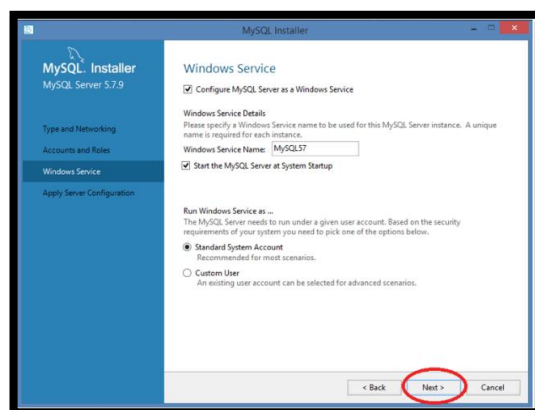 MySQL Installer
MySQL. Installer
MySQL Server 5.7.9
Type and Networking
Accounts and Roles
Windows Service
Apply Server Configuration
Windows Service
Configure MySQL Server as a Windows Service
Windows Service Details
Please specify a Windows Service name to be used for this MySQL Server instance. A unique
name is required for each instance.
Windows Service Name: MySQL57
Start the MySQL Server at System Startup
Run Windows Service as ...
The MySQL Server needs to run under a given user account. Based on the security
requirements of your system you need to pick one of the options below.
Standard System Account
Recommended for most scenarios.
Custom User
An existing user account can be selected for advanced scenarios.
< Back Next > Cancel